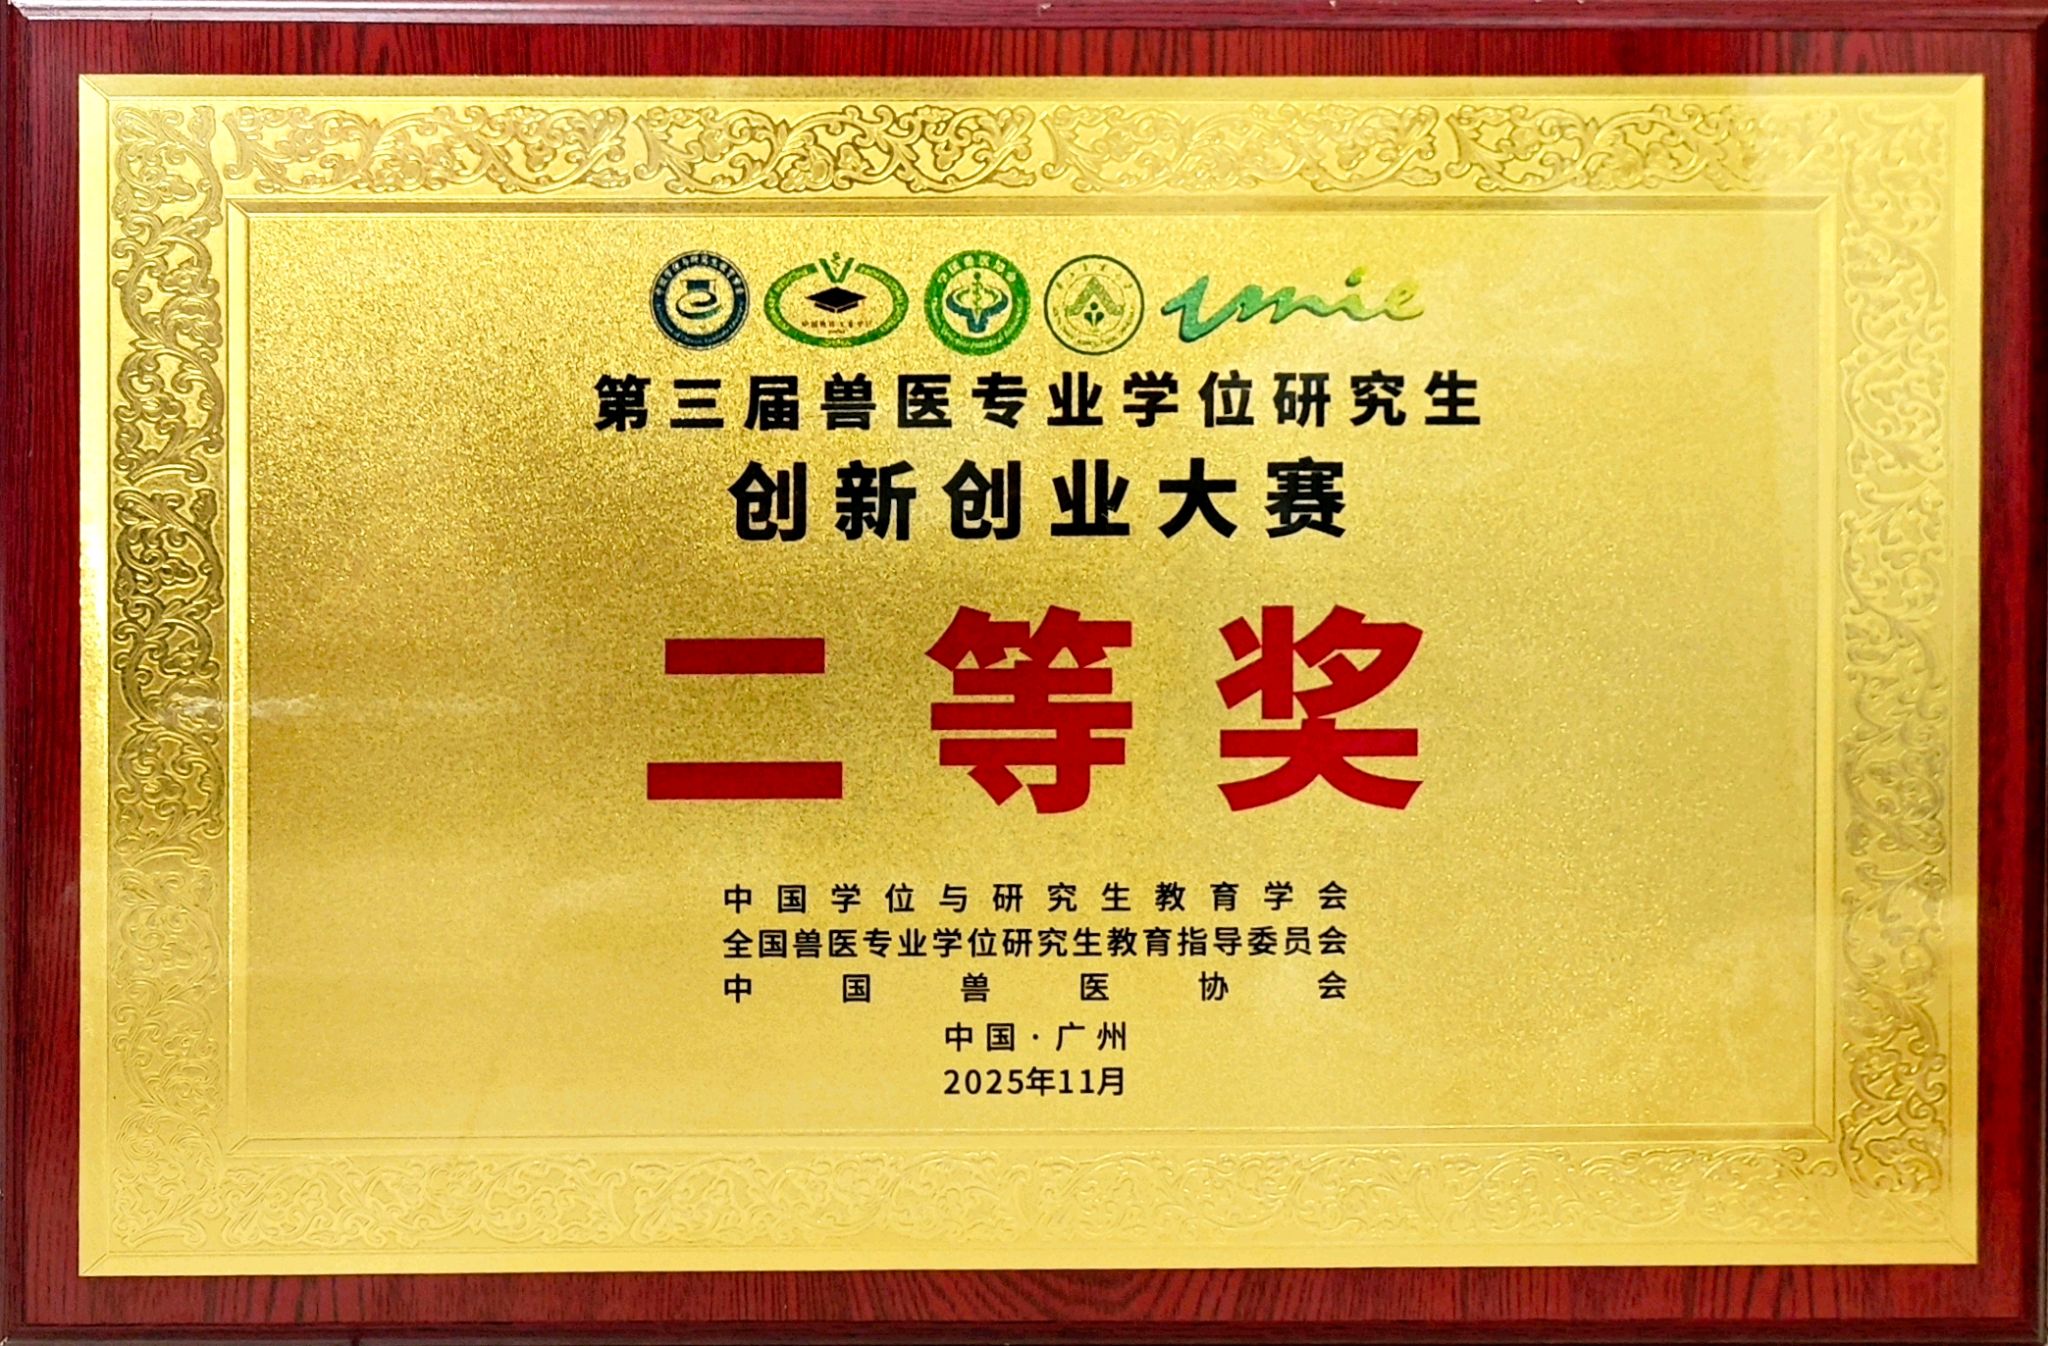 vmie
第三届兽医专业学位研究生
创新创业大赛
二等奖
中国学位与研究生教育学会
全国兽医专业学位研究生教育指导委员会
中国兽医协会
中国·广州
2025年11月